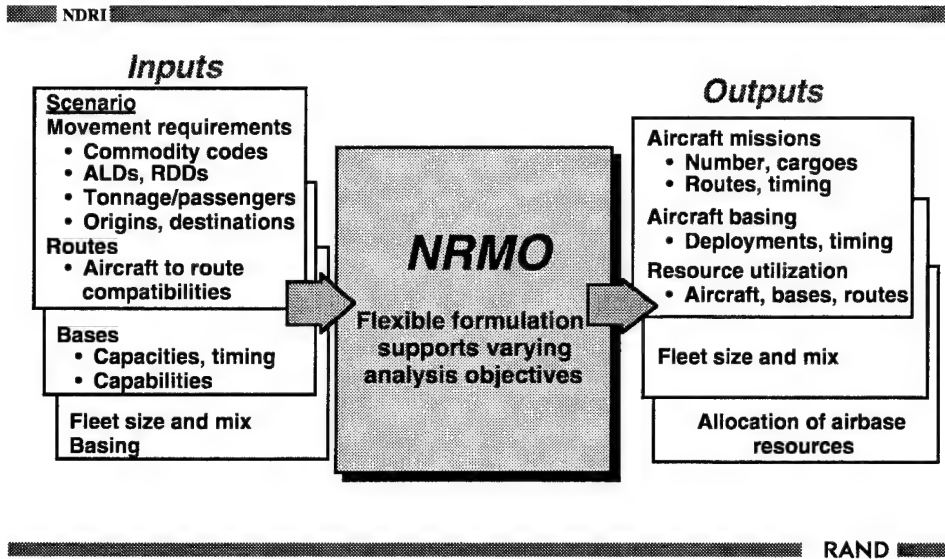 NDRI
Inputs
Scenario
Movement requirements
• Commodity codes
• ALDs, RDDs
• Tonnage/passengers
• Origins, destinations
Routes
• Aircraft to route
compatibilities
Bases
• Capacities, timing
• Capabilities
Fleet size and mix
Basing
NRMO
Flexible formulation
supports varying
analysis objectives
Outputs
Aircraft missions
• Number, cargoes
• Routes, timing
Aircraft basing
• Deployments, timing
Resource utilization
• Aircraft, bases, routes
Fleet size and mix
Allocation of airbase
resources
RAND